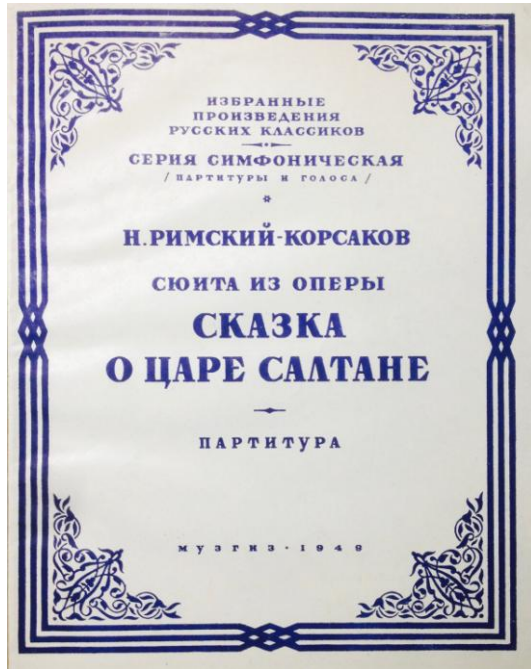 ИЗБРАННЫЕ
ПРОИЗВЕДЕНИЯ
РУССКИХ КЛАССИКОВ
СЕРИЯ СИМФОНИЧЕСКАЯ
/ ПАРТИТУРЫ И ГОЛОСА /
Н. РИМСКИЙ-КОРСАКОВ
СЮИТА ИЗ ОПЕРЫ
СКАЗКА
О ЦАРЕ САЛТАНЕ
ПАРТИТУРА
МУЗГИЗ · 1949